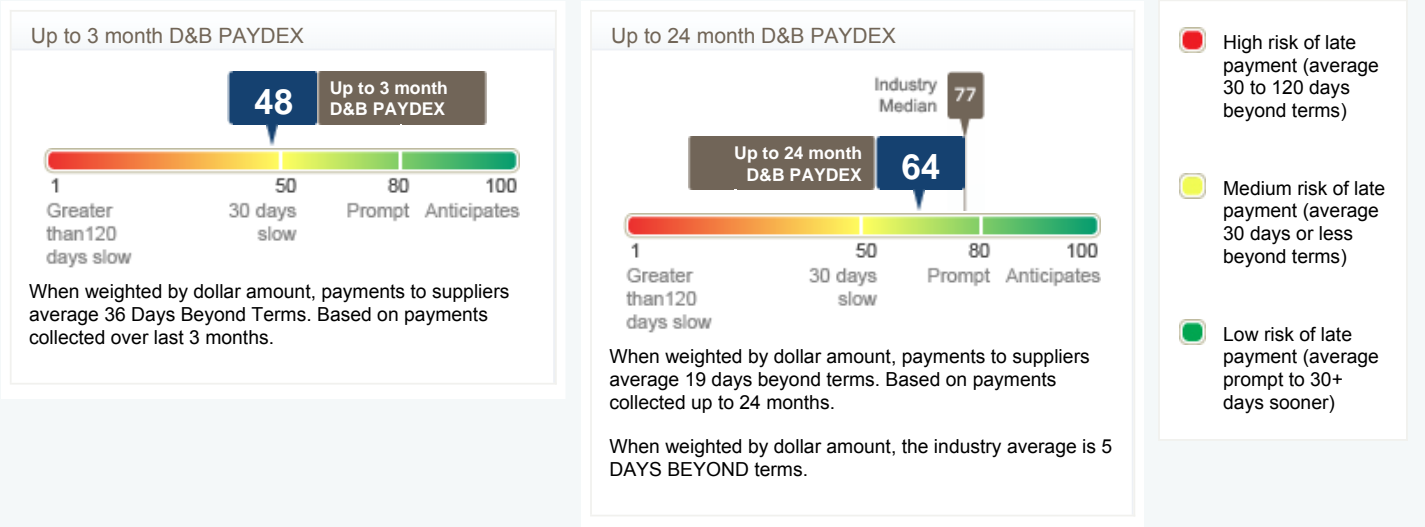 Up to 3 month D&B PAYDEX
48
Up to 3 month
D&B PAYDEX
1
50
80
100
Greater
than120
days slow
30 days
slow
Prompt
Anticipates
When weighted by dollar amount, payments to suppliers
average 36 Days Beyond Terms. Based on payments
collected over last 3 months.
Up to 24 month D&B PAYDEX
Industry
Median
77
Up to 24 month
D&B PAYDEX
64
1
50
80
100
Greater
than120
days slow
30 days
slow
Prompt
Anticipates
When weighted by dollar amount, payments to suppliers
average 19 days beyond terms. Based on payments
collected up to 24 months.
When weighted by dollar amount, the industry average is 5
DAYS BEYOND terms.
High risk of late
payment (average
30 to 120 days
beyond terms)
Medium risk of late
payment (average
30 days or less
beyond terms)
Low risk of late
payment (average
prompt to 30+
days sooner)